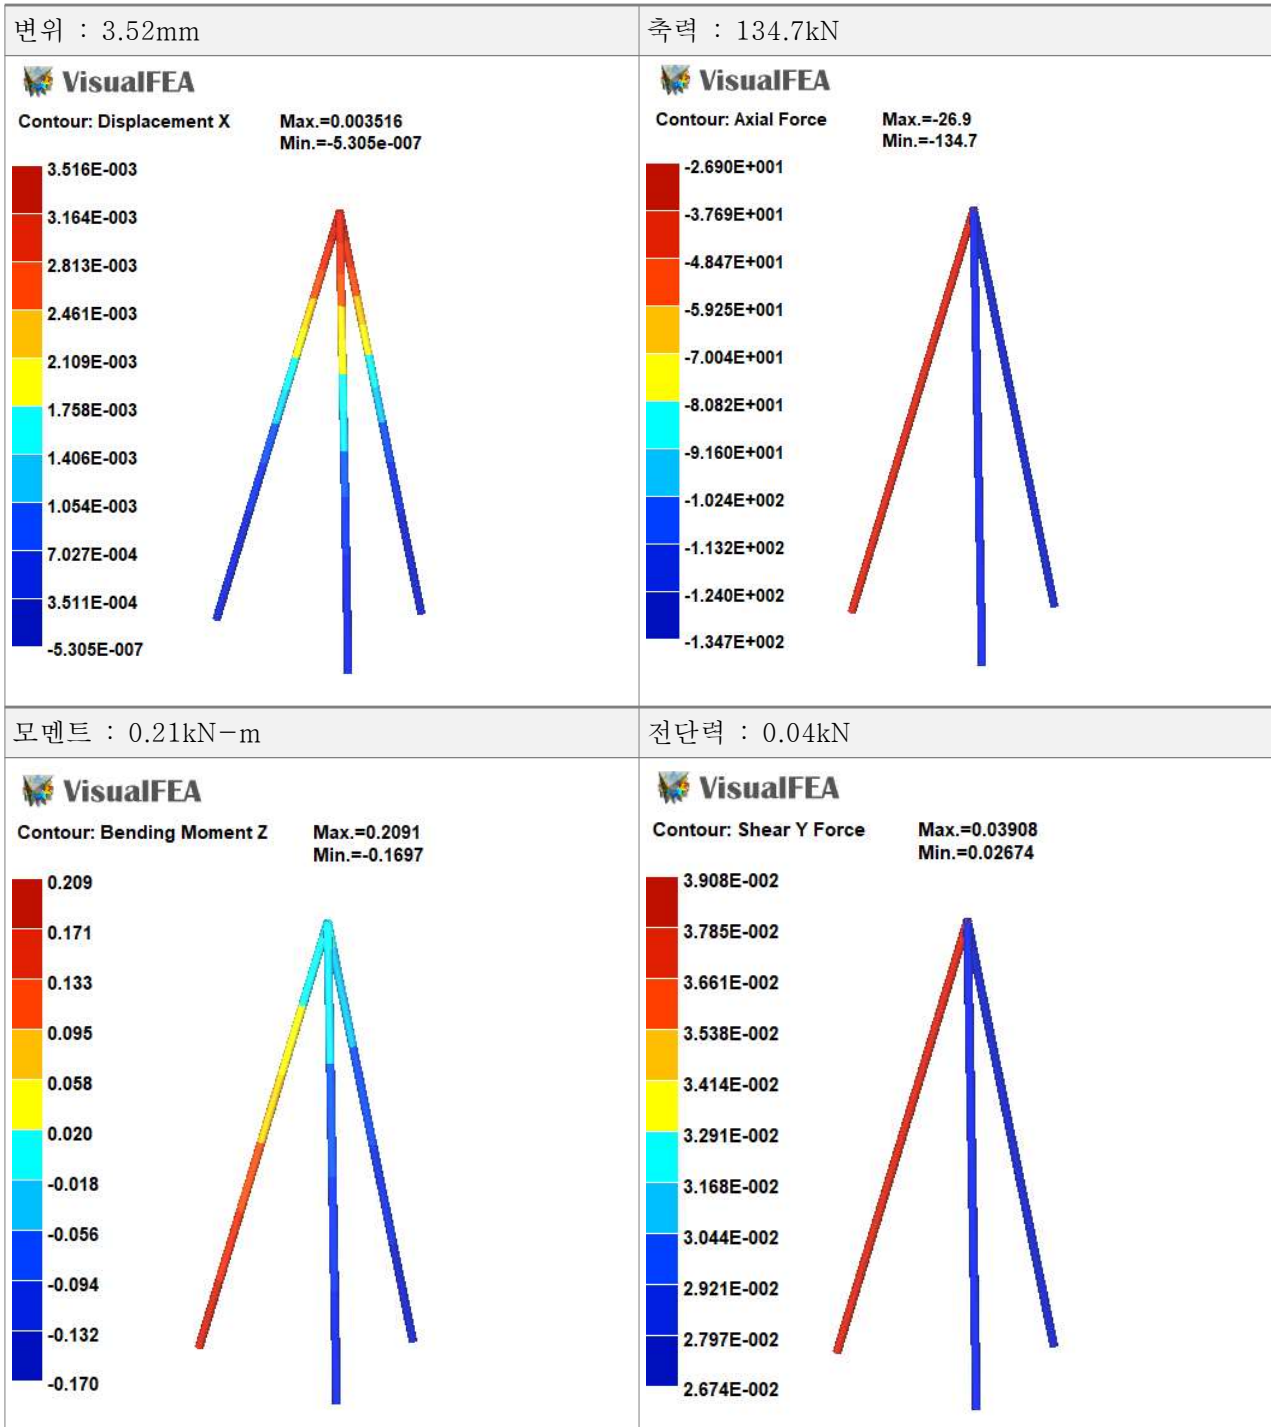 변위 : 3.52mm
축력 : 134.7kN
VisualFEA
Contour: Displacement X
Max.=0.003516
Min.=-5.305e-007
3.516E-003
3.164E-003
2.813E-003
2.461E-003
2.109E-003
1.758E-003
1.406E-003
1.054E-003
7.027E-004
3.511E-004
-5.305E-007
VisualFEA
Contour: Axial Force
Max.=-26.9
Min.=-134.7
-2.690E+001
-3.769E+001
-4.847E+001
-5.925E+001
-7.004E+001
-8.082E+001
-9.160E+001
-1.024E+002
-1.132E+002
-1.240E+002
-1.347E+002
모멘트 : 0.21kN-m
전단력 : 0.04kN
VisualFEA
Contour: Bending Moment Z
Max.=0.2091
Min.=-0.1697
0.209
0.171
0.133
0.095
0.058
0.020
-0.018
-0.056
-0.094
-0.132
-0.170
VisualFEA
Contour: Shear Y Force
Max.=0.03908
Min.=0.02674
3.908E-002
3.785E-002
3.661E-002
3.538E-002
3.414E-002
3.291E-002
3.168E-002
3.044E-002
2.921E-002
2.797E-002
2.674E-002